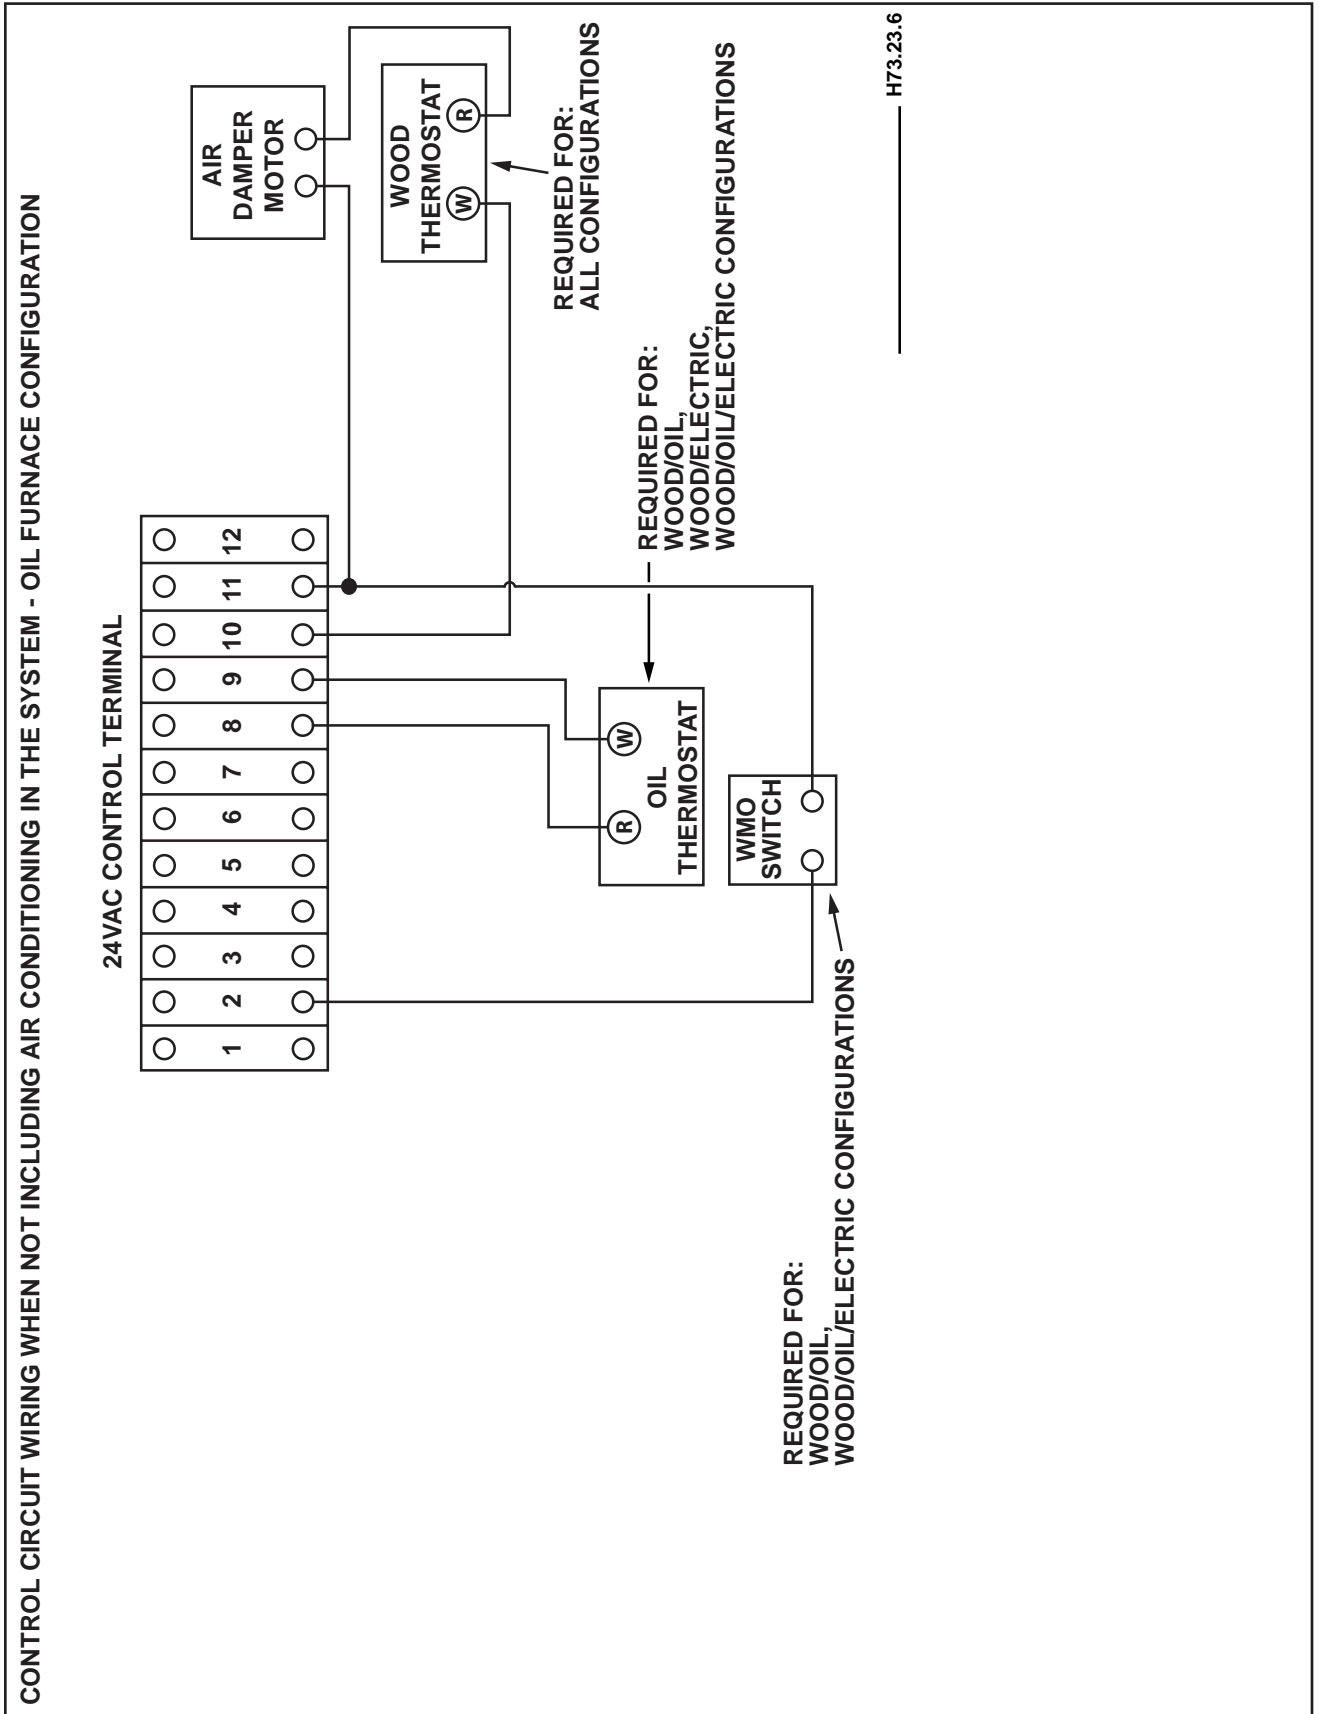 CONTROL CIRCUIT WIRING WHEN NOT INCLUDING AIR CONDITIONING IN THE SYSTEM - OIL FURNACE CONFIGURATION
24VAC CONTROL TERMINAL
1 2 3 4 5 6 7 8 9 10 11 12
AIR
DAMPER
MOTOR
WOOD
THERMOSTAT
W R
REQUIRED FOR:
ALL CONFIGURATIONS
REQUIRED FOR:
WOOD/OIL,
WOOD/ELECTRIC,
WOOD/OIL/ELECTRIC CONFIGURATIONS
R W
OIL
THERMOSTAT
WMO
SWITCH
REQUIRED FOR:
WOOD/OIL,
WOOD/OIL/ELECTRIC CONFIGURATIONS
H73.23.6